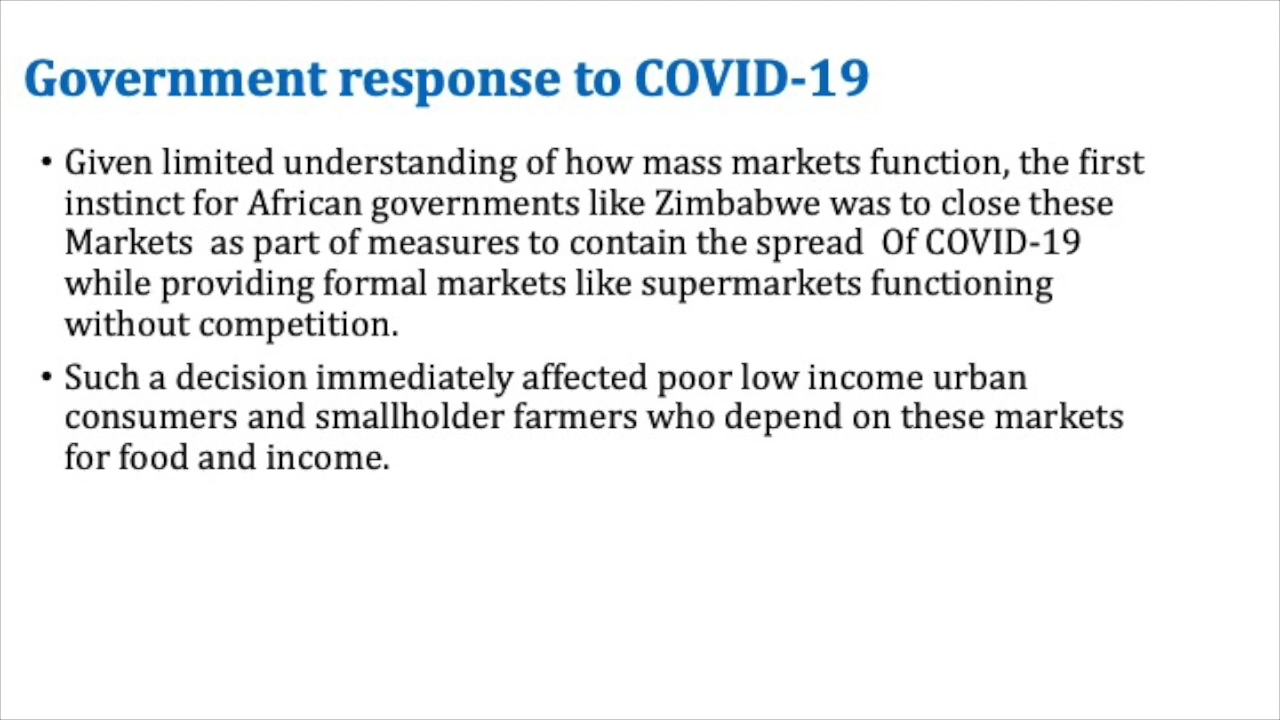 Government response to COVID-19
• Given limited understanding of how mass markets function, the first
instinct for African governments like Zimbabwe was to close these
Markets  as part of measures to contain the spread  Of COVID-19
while providing formal markets like supermarkets functioning
without competition.
• Such a decision immediately affected poor low income urban
consumers and smallholder farmers who depend on these markets
for food and income.